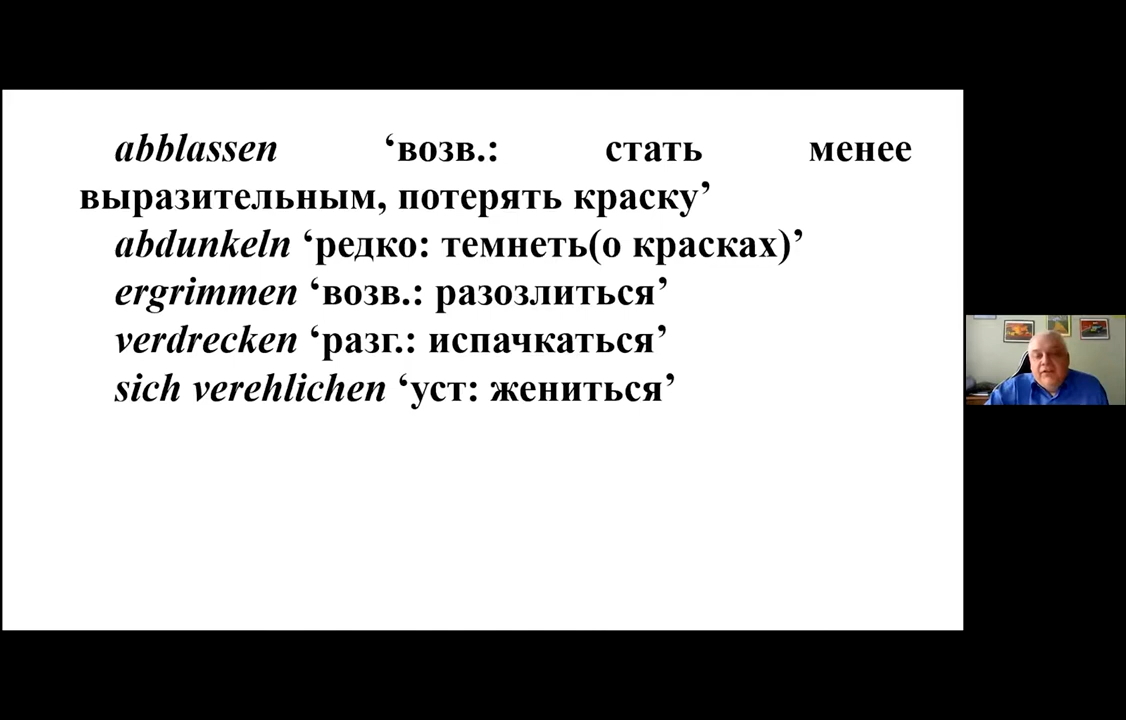 abblassen ‘возв.: стать менее
выразительным, потерять краску’
abdunkeln ‘редко: темнеть(о красках)’
ergrimmen ‘возв.: разозлиться’
verdrecken ‘разг.: испачкаться’
sich verehlichen ‘уст: жениться’